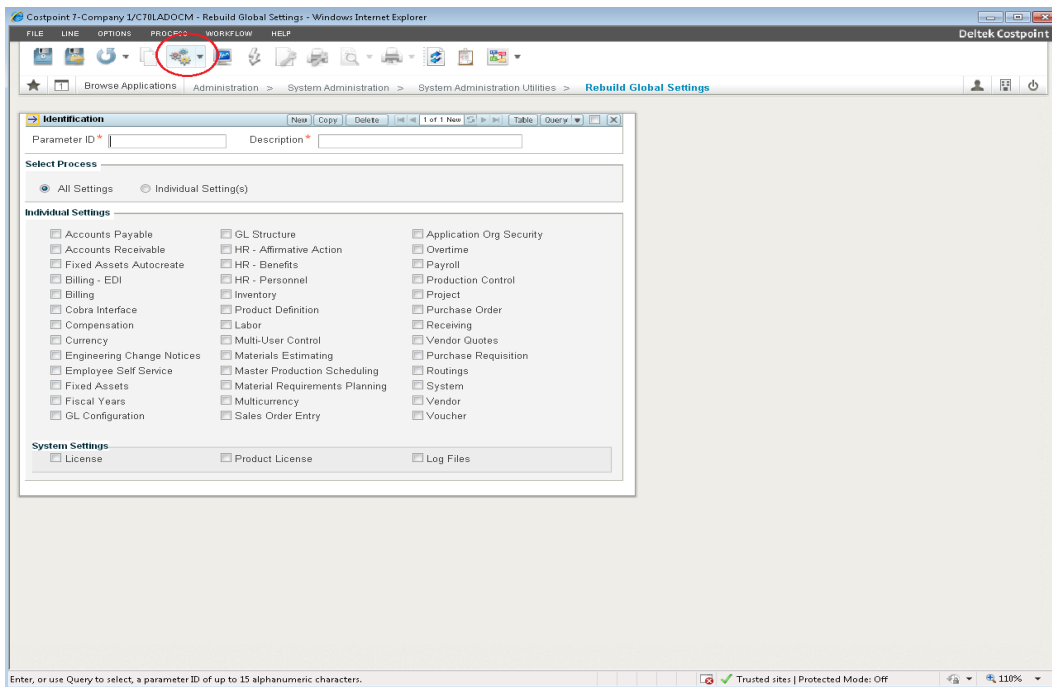 Costpoint 7-Company 1/C70LADOCM - Rebuild Global Settings - Windows Internet Explorer
FILE LINE OPTIONS PROCESS WORKFLOW HELP Deltek Costpoint
1 Browse Applications Administration > System Administration > System Administration Utilities > Rebuild Global Settings
Identification New Copy Delete 1 of 1 New Table Query
Parameter ID * Description *
Select Process
All Settings Individual Setting(s)
Individual Settings
Accounts Payable GL Structure Application Org Security
Accounts Receivable HR - Affirmative Action Overtime
Fixed Assets Autocreate HR - Benefits Payroll
Billing - EDI HR - Personnel Production Control
Billing Inventory Project
Cobra Interface Product Definition Purchase Order
Compensation Labor Receiving
Currency Multi-User Control Vendor Quotes
Engineering Change Notices Materials Estimating Purchase Requisition
Employee Self Service Master Production Scheduling Routings
Fixed Assets Material Requirements Planning System
Fiscal Years Multicurrency Vendor
GL Configuration Sales Order Entry Voucher
System Settings
License Product License Log Files
Enter, or use Query to select, a parameter ID of up to 15 alphanumeric characters. Trusted sites | Protected Mode: Off 110%